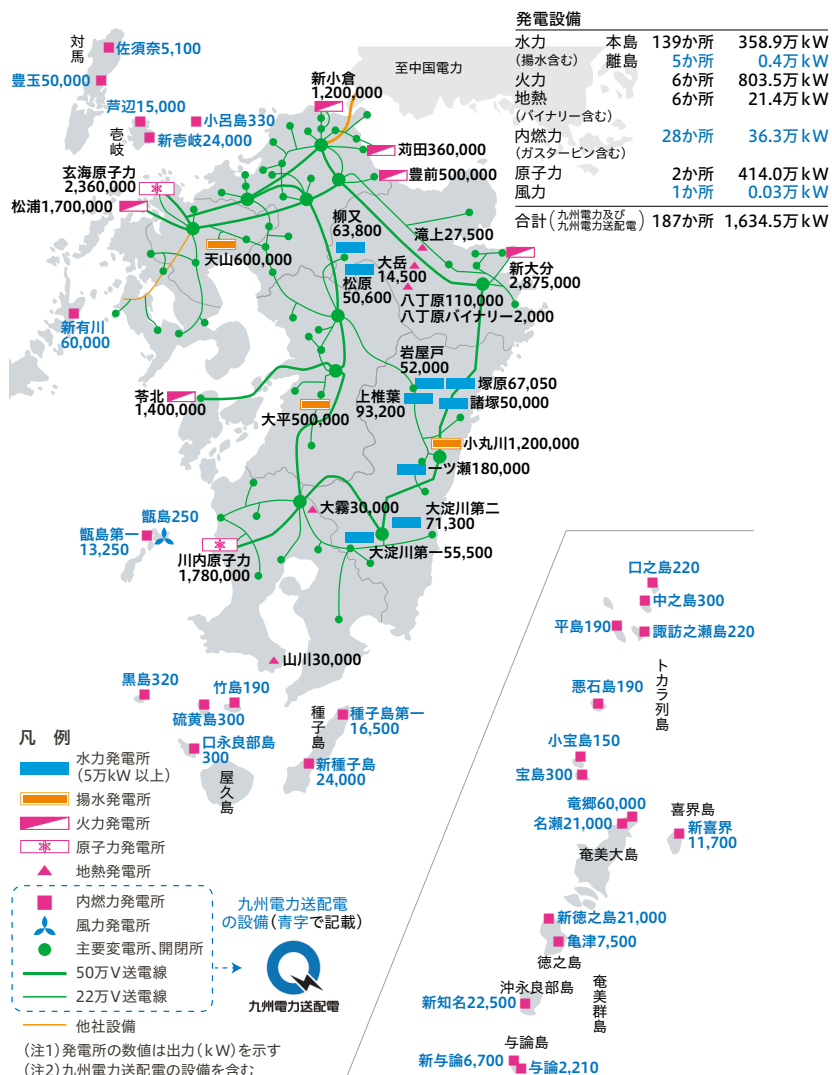 発電設備
水力 本島 139か所 358.9万kW
(揚水含む) 離島 5か所 0.4万kW
火力 6か所 803.5万kW
地熱 6か所 21.4万kW
(バイナリー含む)
内燃力 28か所 36.3万kW
(ガスタービン含む)
原子力 2か所 414.0万kW
風力 1か所 0.03万kW
合計(九州電力及び九州電力送配電) 187か所 1,634.5万kW
対馬
佐須奈5,100
豊玉50,000
芦辺15,000
小呂島330
壱岐
新壱岐24,000
至中国電力
新小倉
1,200,000
苅田360,000
豊前500,000
玄海原子力
2,360,000
松浦1,700,000
天山600,000
柳又
63,800
松原
50,600
滝上27,500
大岳
14,500
八丁原110,000
八丁原バイナリー2,000
新大分
2,875,000
新有川
60,000
岩屋戸
52,000
塚原67,050
上椎葉
93,200
諸塚50,000
苓北
1,400,000
大平500,000
小丸川1,200,000
一ツ瀬180,000
大霧30,000
大淀川第二
71,300
大淀川第一55,500
甑島250
甑島第一
13,250
川内原子力
1,780,000
山川30,000
黒島320
竹島190
硫黄島300
口永良部島
300
屋久島
種子島
種子島第一
16,500
新種子島
24,000
口之島220
中之島300
平島190
諏訪之瀬島220
トカラ列島
悪石島190
小宝島150
宝島300
竜郷60,000
名瀬21,000
奄美大島
喜界島
新喜界
11,700
新徳之島21,000
亀津7,500
徳之島
沖永良部島
新知名22,500
奄美群島
与論島
新与論6,700
与論2,210
凡 例
水力発電所
(5万kW以上)
揚水発電所
火力発電所
原子力発電所
地熱発電所
内燃力発電所
風力発電所
主要変電所、開閉所
50万V送電線
22万V送電線
他社設備
九州電力送配電
の設備(青字で記載)
九州電力送配電
(注1)発電所の数値は出力(kW)を示す
(注2)九州電力送配電の設備を含む